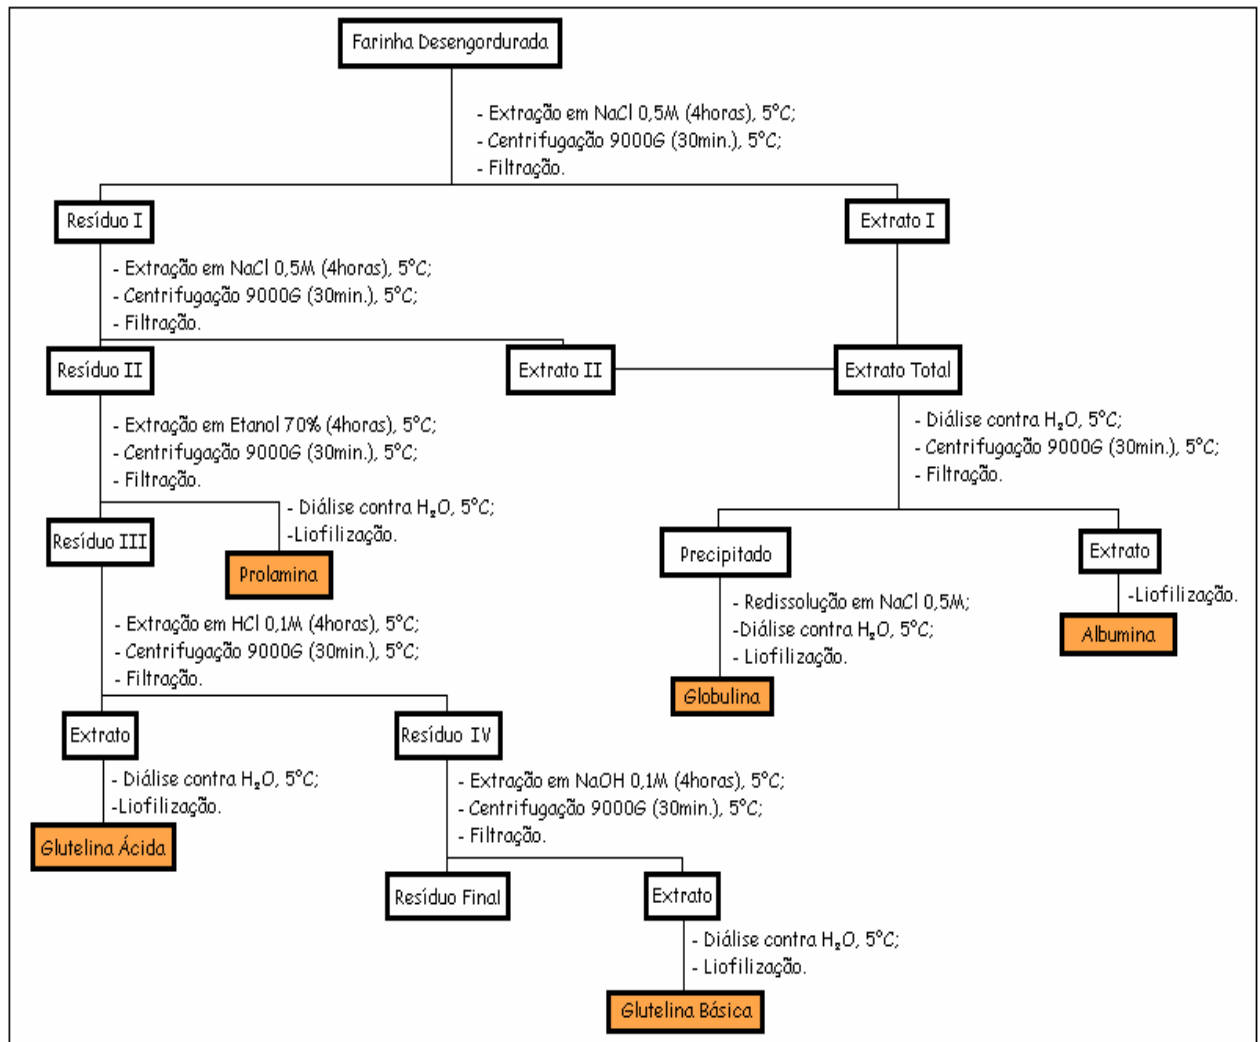 Farinha Desengordurada
- Extração em NaCl 0,5M (4horas), 5°C;
- Centrifugação 9000G (30min.), 5°C;
- Filtração.
Resíduo I
Extrato I
- Extração em NaCl 0,5M (4horas), 5°C;
- Centrifugação 9000G (30min.), 5°C;
- Filtração.
Resíduo II
Extrato II
Extrato Total
- Extração em Etanol 70% (4horas), 5°C;
- Centrifugação 9000G (30min.), 5°C;
- Filtração.
- Diálise contra H₂O, 5°C;
- Centrifugação 9000G (30min.), 5°C;
- Filtração.
Resíduo III
- Diálise contra H₂O, 5°C;
-Liofilização.
Prolamina
Precipitado
Extrato
- Redissolução em NaCl 0,5M;
-Diálise contra H₂O, 5°C;
- Liofilização.
-Liofilização.
Albumina
Globulina
- Extração em HCl 0,1M (4horas), 5°C;
- Centrifugação 9000G (30min.), 5°C;
- Filtração.
Extrato
Resíduo IV
- Diálise contra H₂O, 5°C;
-Liofilização.
Glutelina Ácida
- Extração em NaOH 0,1M (4horas), 5°C;
- Centrifugação 9000G (30min.), 5°C;
- Filtração.
Resíduo Final
Extrato
- Diálise contra H₂O, 5°C;
- Liofilização.
Glutelina Básica